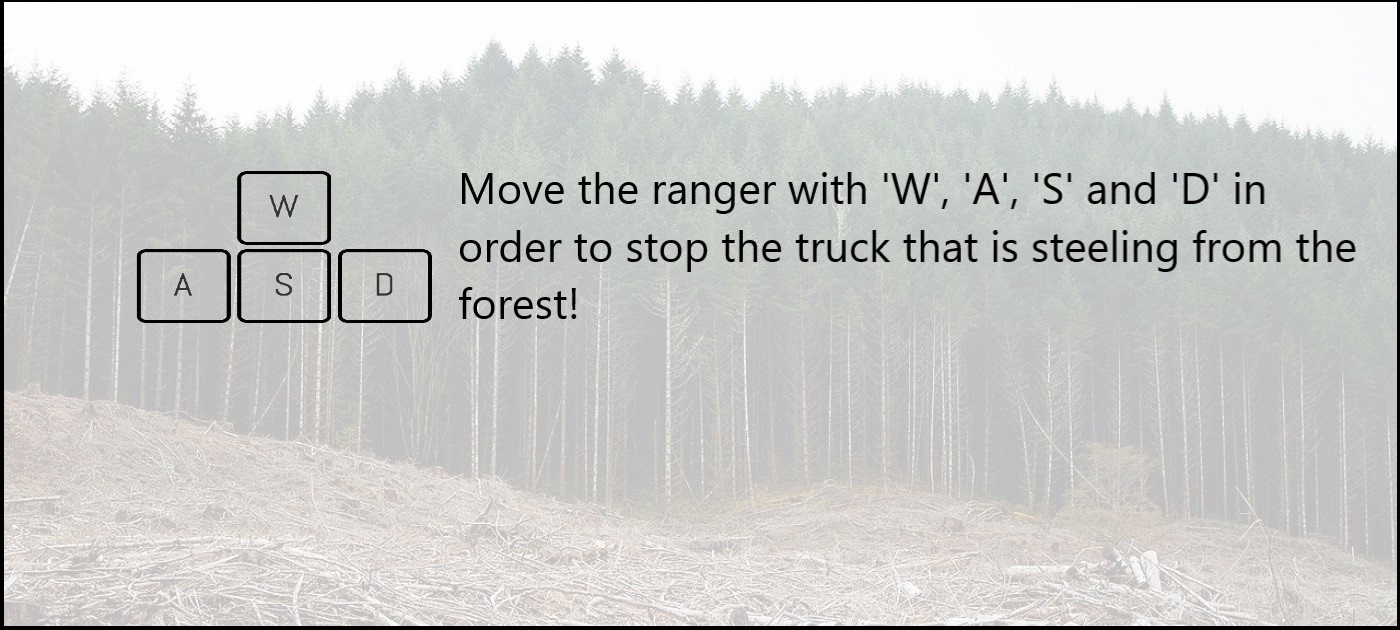 W
A S D
Move the ranger with 'W', 'A', 'S' and 'D' in
order to stop the truck that is steeling from the
forest!